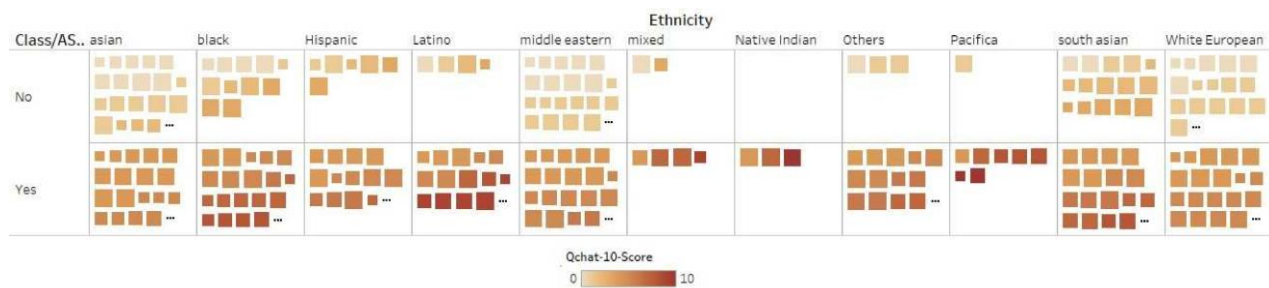 Ethnicity
Class/AS.. asian black Hispanic Latino middle eastern mixed Native Indian Others Pacifica south asian White European
No
...
Yes
...
Qchat-10-Score
0 10